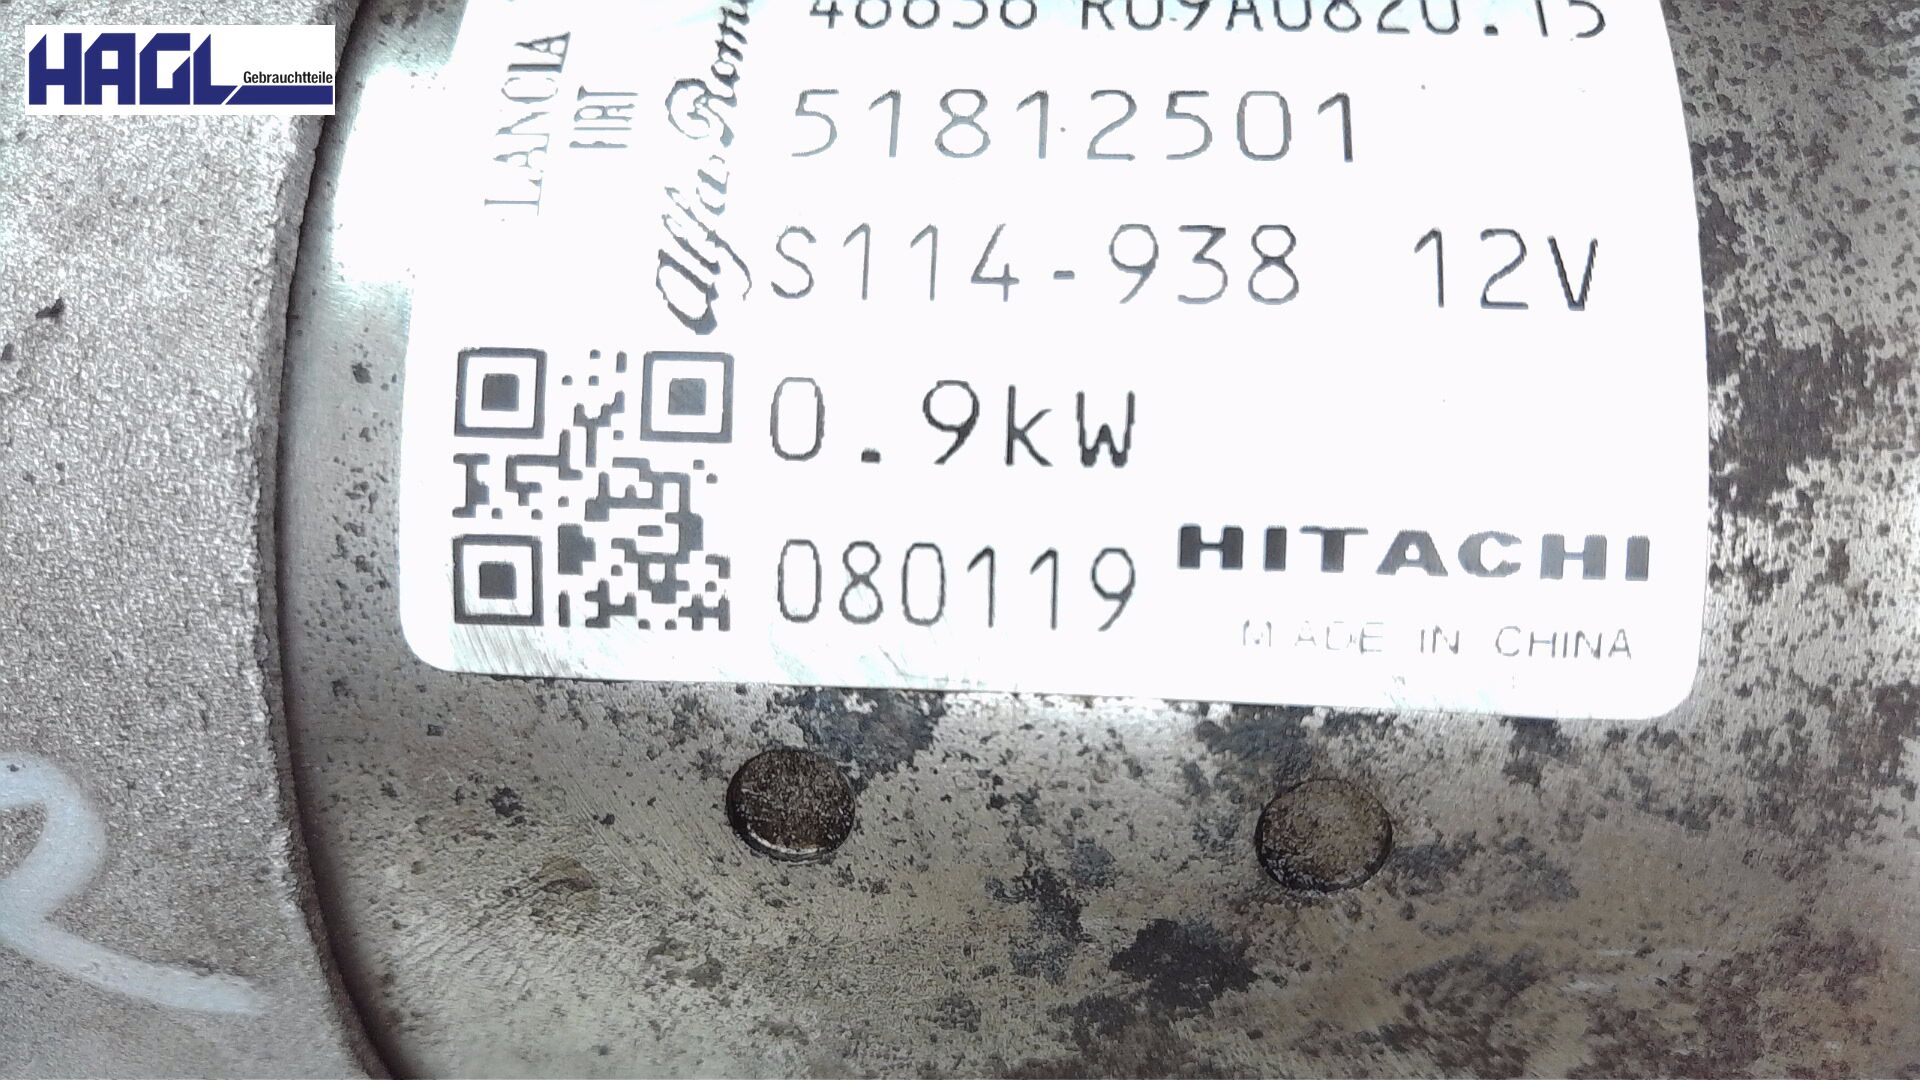 HAGL Gebrauchtteile
LANCIA
FIAT
Alfa Romeo
51812501
S114-938 12V
0.9kW
080119
HITACHI
MADE IN CHINA